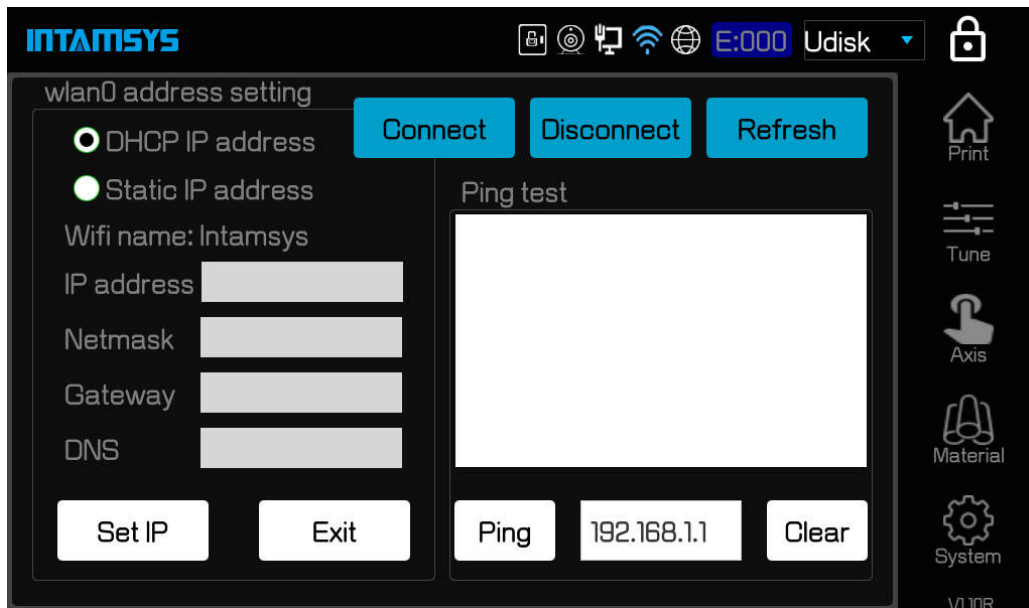 INTAMSYS
E:000 Udisk
wlan0 address setting
Connect Disconnect Refresh
DHCP IP address
Static IP address
Wifi name: Intamsys
IP address
Netmask
Gateway
DNS
Set IP Exit
Ping test
Ping 192.168.1.1 Clear
Print
Tune
Axis
Material
System